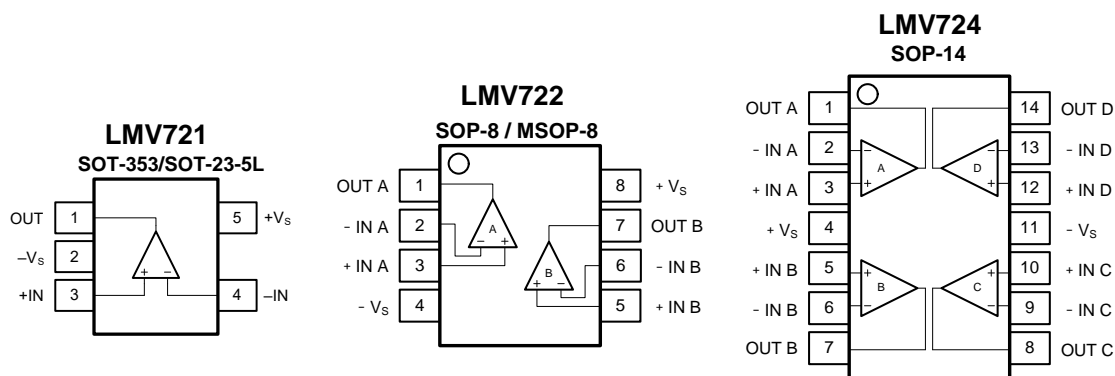 LMV721
SOT-353/SOT-23-5L
OUT 1 5 +VS
–VS 2
+IN 3 4 –IN
+ −
LMV722
SOP-8 / MSOP-8
OUT A 1 8 + VS
- IN A 2 7 OUT B
+ IN A 3 6 - IN B
- VS 4 5 + IN B
A
− +
B
+ −
LMV724
SOP-14
OUT A 1 14 OUT D
- IN A 2 13 - IN D
+ IN A 3 12 + IN D
+ VS 4 11 - VS
+ IN B 5 10 + IN C
- IN B 6 9 - IN C
OUT B 7 8 OUT C
− A +
− D +
+ B −
+ C −